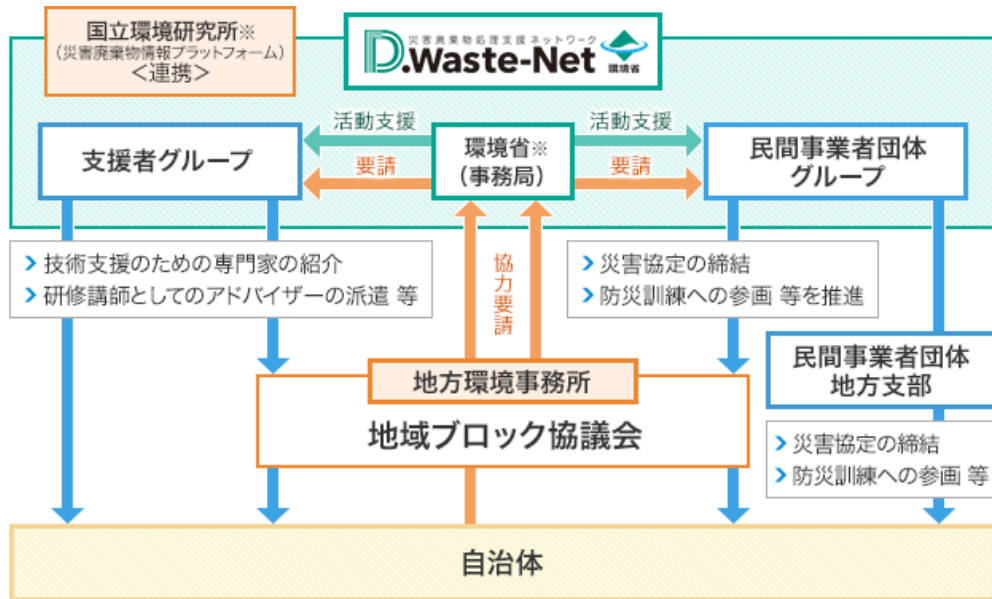 国立環境研究所※
（災害廃棄物情報プラットフォーム）
＜連携＞
災害廃棄物処理支援ネットワーク
D.Waste-Net
環境省
支援者グループ
活動支援
要請
環境省※
（事務局）
活動支援
要請
民間事業者団体
グループ
技術支援のための専門家の紹介
研修講師としてのアドバイザーの派遣 等
協力要請
災害協定の締結
防災訓練への参画 等を推進
民間事業者団体
地方支部
地方環境事務所
地域ブロック協議会
災害協定の締結
防災訓練への参画 等
自治体